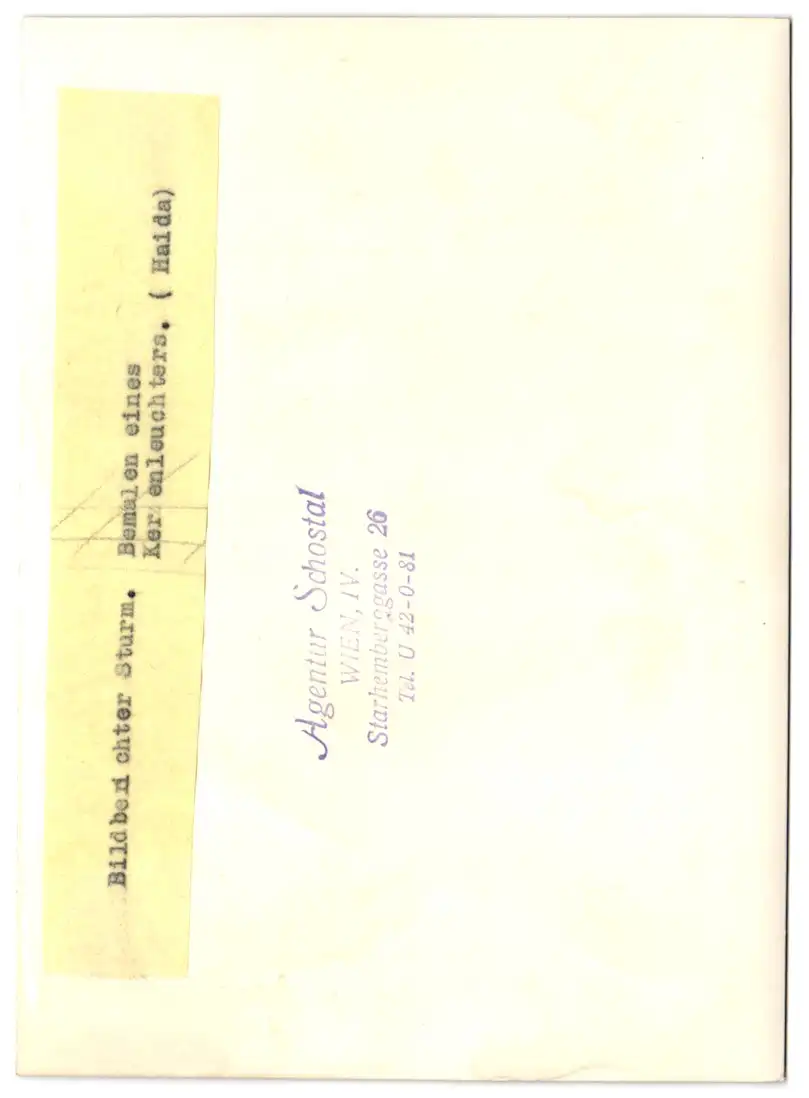 Bildberichter Sturm. Bemalen eines
Kerzenleuchters. ( Haida)
Agentur Schostal
WIEN, IV.
Starhemberggasse 26
Tel. U 42-0-81